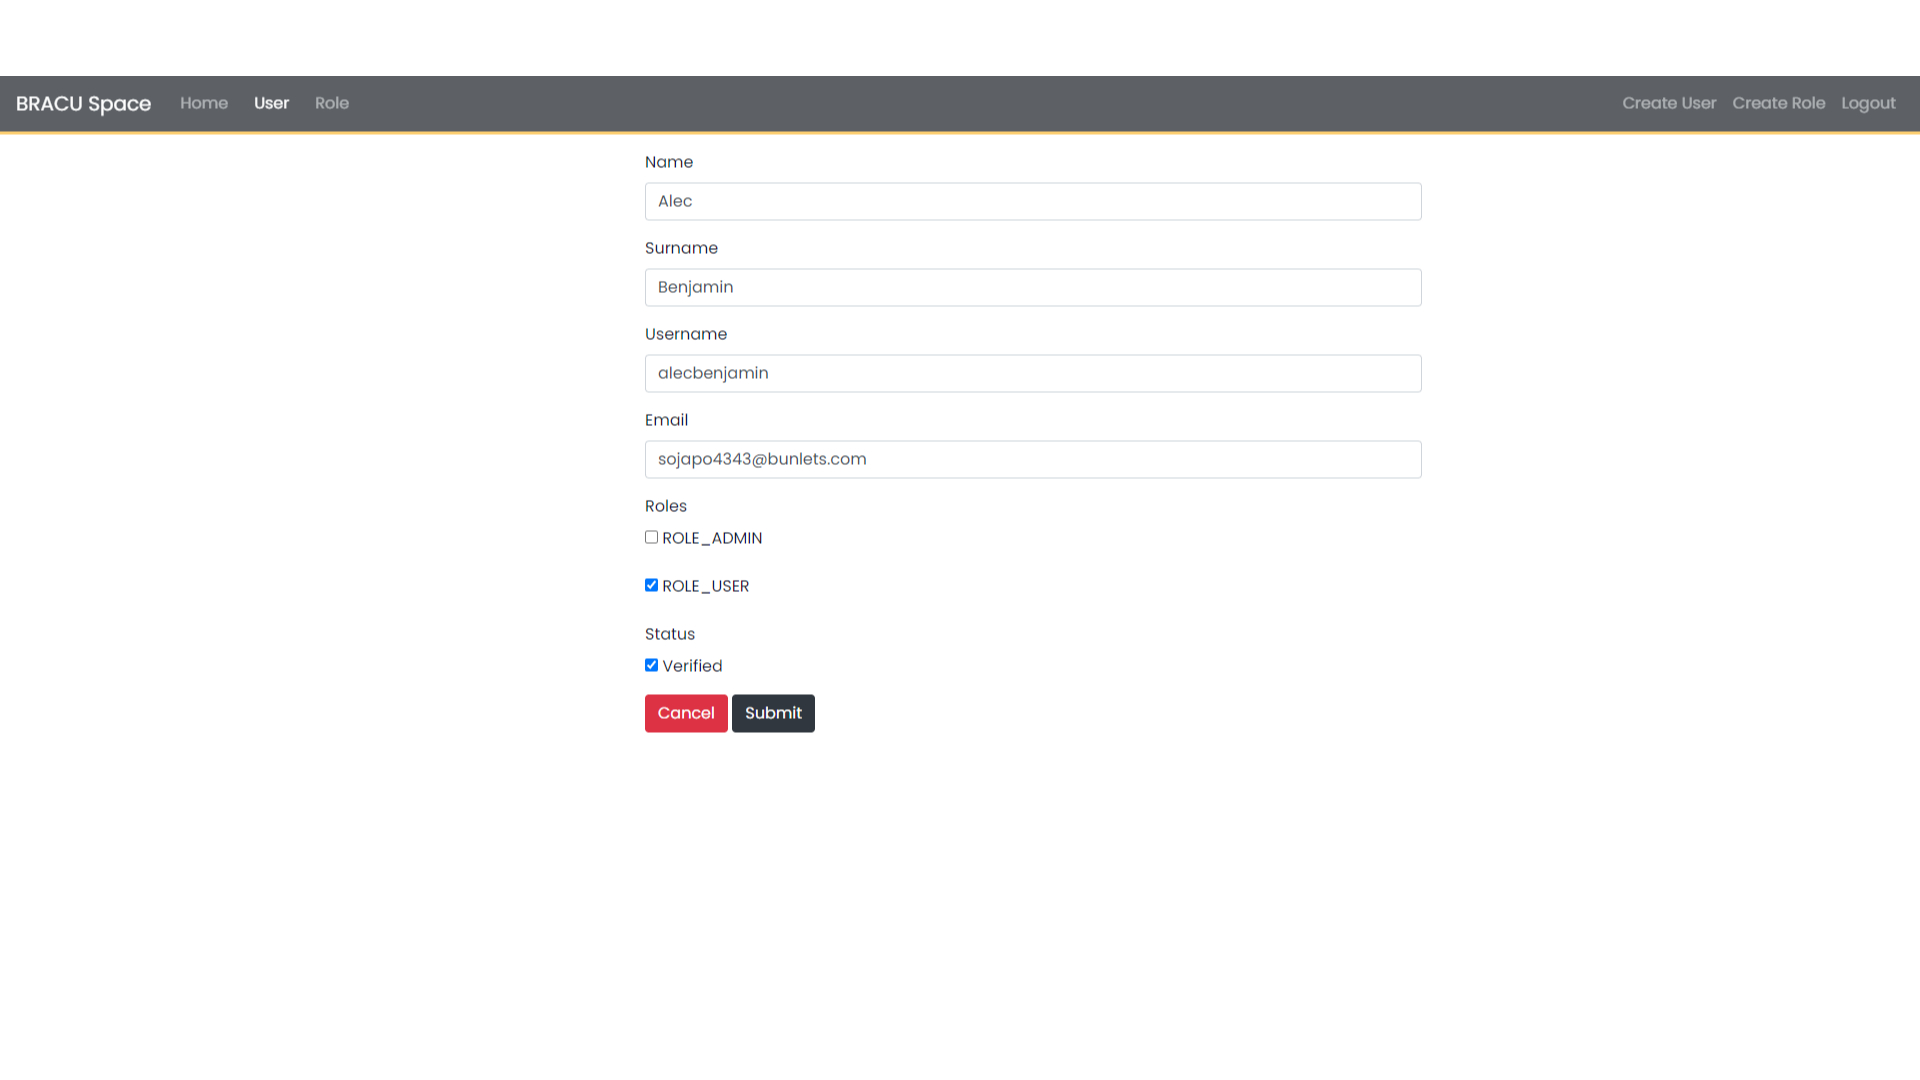 BRACU Space Home User Role Create User Create Role Logout
Name
Alec
Surname
Benjamin
Username
alecbenjamin
Email
sojapo4343@bunlets.com
Roles
ROLE_ADMIN
ROLE_USER
Status
Verified
Cancel Submit